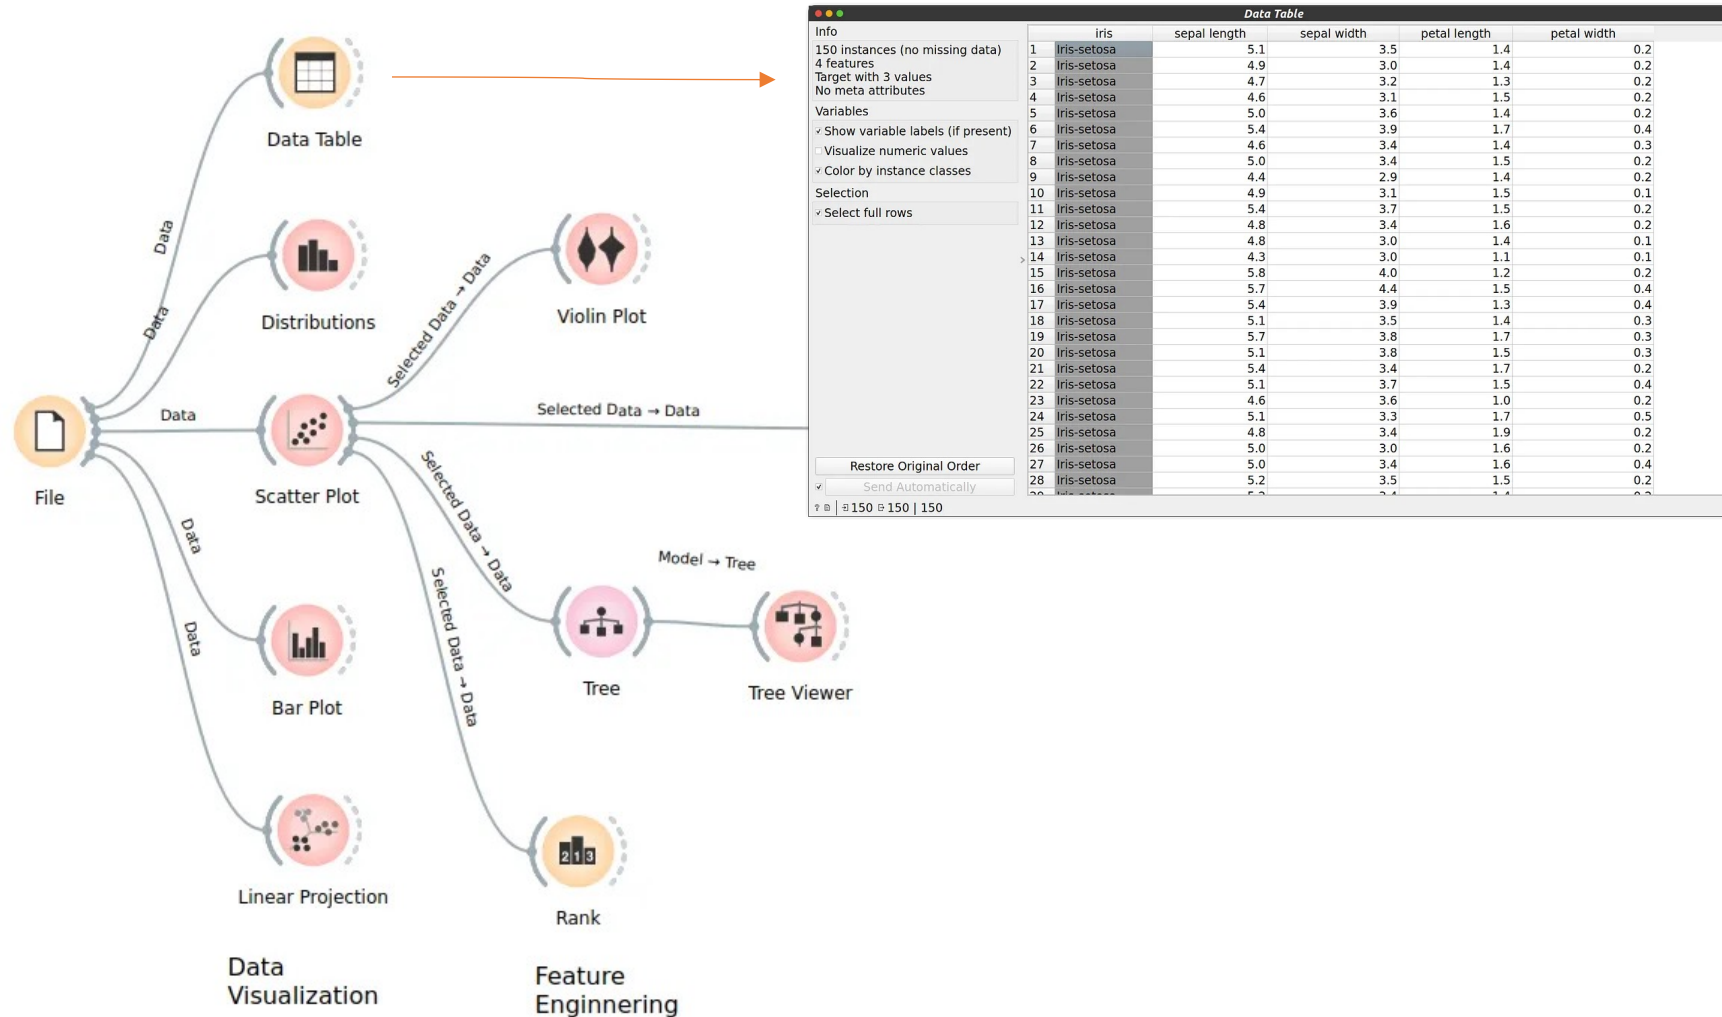 Data Table
Info
150 instances (no missing data)
4 features
Target with 3 values
No meta attributes
Variables
Show variable labels (if present)
Visualize numeric values
Color by instance classes
Selection
Select full rows
Restore Original Order
Send Automatically
150 150 | 150
iris sepal length sepal width petal length petal width
1 Iris-setosa 5.1 3.5 1.4 0.2
2 Iris-setosa 4.9 3.0 1.4 0.2
3 Iris-setosa 4.7 3.2 1.3 0.2
4 Iris-setosa 4.6 3.1 1.5 0.2
5 Iris-setosa 5.0 3.6 1.4 0.2
6 Iris-setosa 5.4 3.9 1.7 0.4
7 Iris-setosa 4.6 3.4 1.4 0.3
8 Iris-setosa 5.0 3.4 1.5 0.2
9 Iris-setosa 4.4 2.9 1.4 0.2
10 Iris-setosa 4.9 3.1 1.5 0.1
11 Iris-setosa 5.4 3.7 1.5 0.2
12 Iris-setosa 4.8 3.4 1.6 0.2
13 Iris-setosa 4.8 3.0 1.4 0.1
14 Iris-setosa 4.3 3.0 1.1 0.1
15 Iris-setosa 5.8 4.0 1.2 0.2
16 Iris-setosa 5.7 4.4 1.5 0.4
17 Iris-setosa 5.4 3.9 1.3 0.4
18 Iris-setosa 5.1 3.5 1.4 0.3
19 Iris-setosa 5.7 3.8 1.7 0.3
20 Iris-setosa 5.1 3.8 1.5 0.3
21 Iris-setosa 5.4 3.4 1.7 0.2
22 Iris-setosa 5.1 3.7 1.5 0.4
23 Iris-setosa 4.6 3.6 1.0 0.2
24 Iris-setosa 5.1 3.3 1.7 0.5
25 Iris-setosa 4.8 3.4 1.9 0.2
26 Iris-setosa 5.0 3.0 1.6 0.2
27 Iris-setosa 5.0 3.4 1.6 0.4
28 Iris-setosa 5.2 3.5 1.5 0.2
Data Table
Data
Distributions
Data
Selected Data → Data
Violin Plot
File
Data
Scatter Plot
Selected Data → Data
Data
Bar Plot
Selected Data → Data
Tree
Model → Tree
Tree Viewer
Data
Linear Projection
Selected Data → Data
2 1 3
Rank
Data
Visualization
Feature
Enginnering